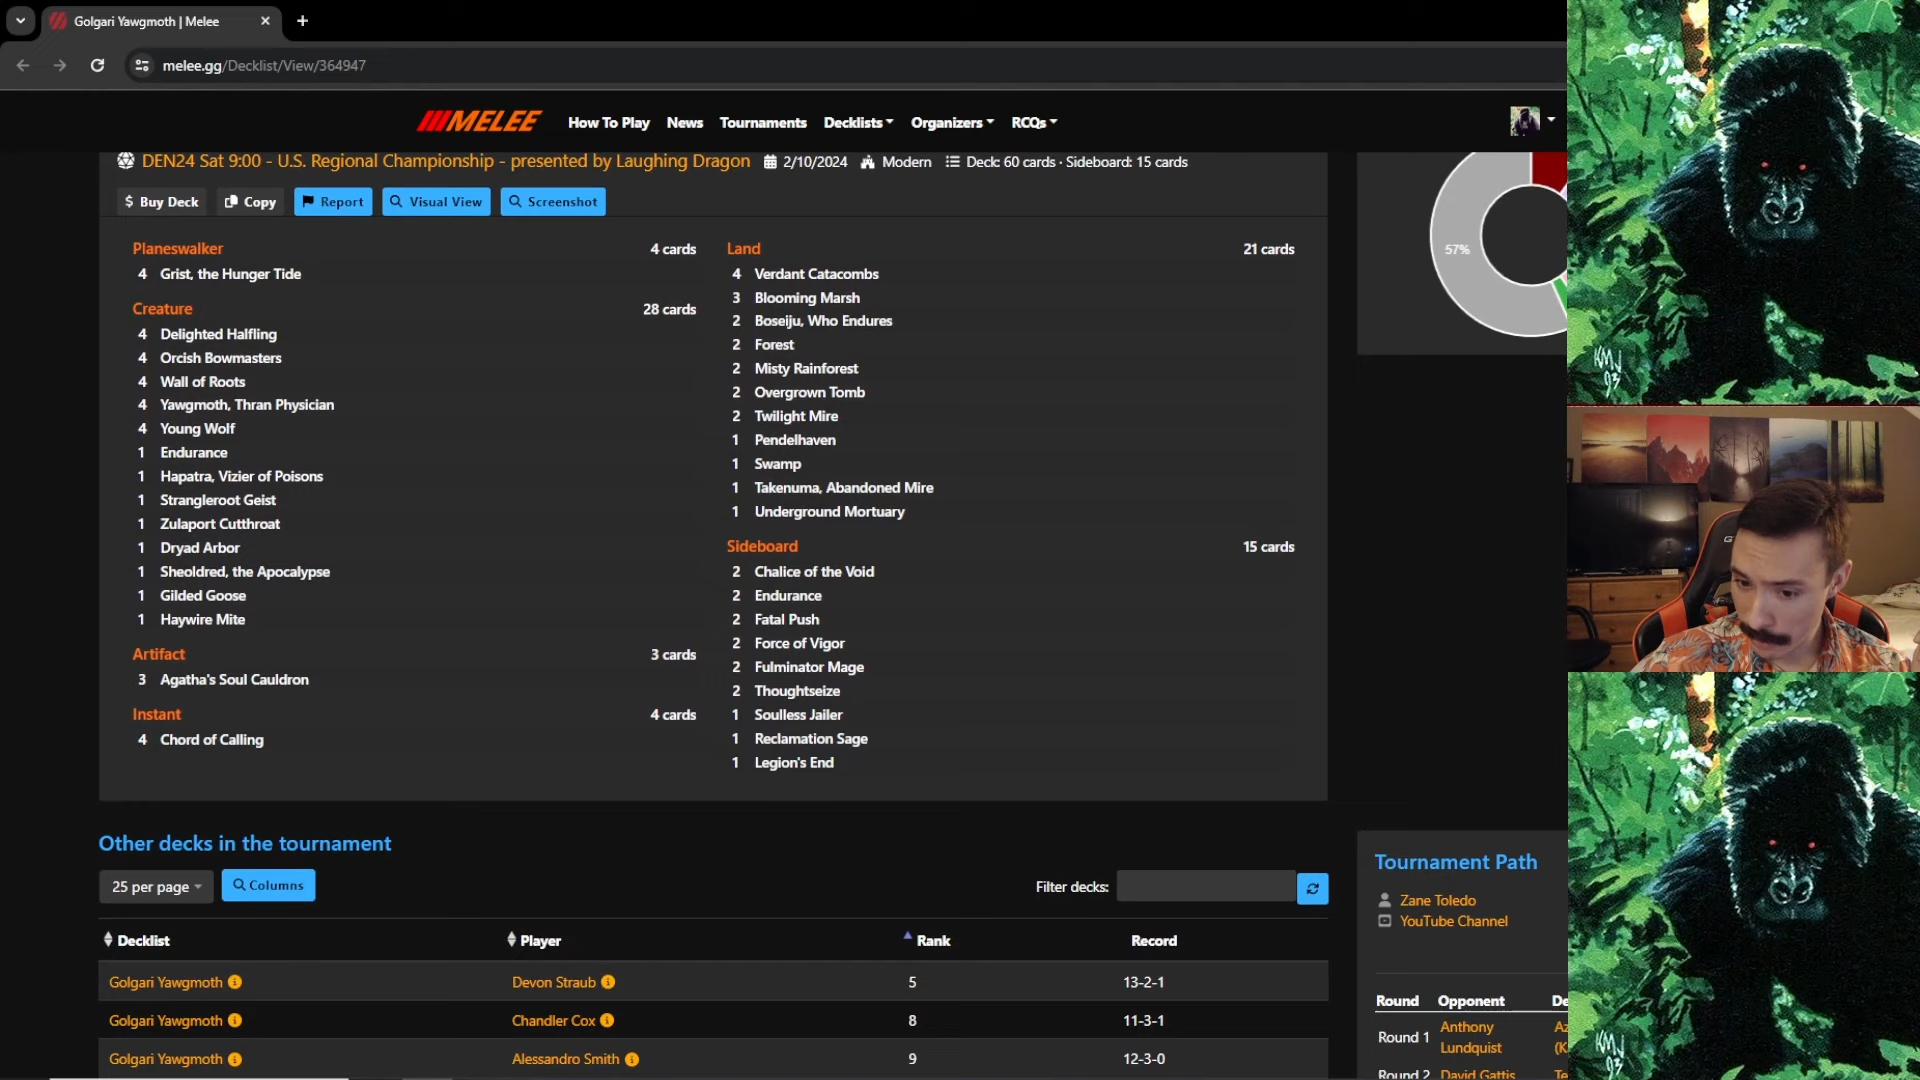 Golgari Yawgmoth | Melee
melee.gg/Decklist/View/364947
MELEE
How To Play
News
Tournaments
Decklists
Organizers
RCQs
DEN24 Sat 9:00 - U.S. Regional Championship - presented by Laughing Dragon
2/10/2024
Modern
Deck: 60 cards · Sideboard: 15 cards
$ Buy Deck
Copy
Report
Visual View
Screenshot
Planeswalker 4 cards
4 Grist, the Hunger Tide
Creature 28 cards
4 Delighted Halfling
4 Orcish Bowmasters
4 Wall of Roots
4 Yawgmoth, Thran Physician
4 Young Wolf
1 Endurance
1 Hapatra, Vizier of Poisons
1 Strangleroot Geist
1 Zulaport Cutthroat
1 Dryad Arbor
1 Sheoldred, the Apocalypse
1 Gilded Goose
1 Haywire Mite
Artifact 3 cards
3 Agatha's Soul Cauldron
Instant 4 cards
4 Chord of Calling
Land 21 cards
4 Verdant Catacombs
3 Blooming Marsh
2 Boseiju, Who Endures
2 Forest
2 Misty Rainforest
2 Overgrown Tomb
2 Twilight Mire
1 Pendelhaven
1 Swamp
1 Takenuma, Abandoned Mire
1 Underground Mortuary
Sideboard 15 cards
2 Chalice of the Void
2 Endurance
2 Fatal Push
2 Force of Vigor
2 Fulminator Mage
2 Thoughtseize
1 Soulless Jailer
1 Reclamation Sage
1 Legion's End
57%
Other decks in the tournament
25 per page
Columns
Filter decks:
Decklist Player Rank Record
Golgari Yawgmoth Devon Straub 5 13-2-1
Golgari Yawgmoth Chandler Cox 8 11-3-1
Golgari Yawgmoth Alessandro Smith 9 12-3-0
Tournament Path
Zane Toledo
YouTube Channel
Round Opponent De
Round 1 Anthony Lundquist Az (K
Round 2 David Gattis Te
KMJ
93
KMJ
93